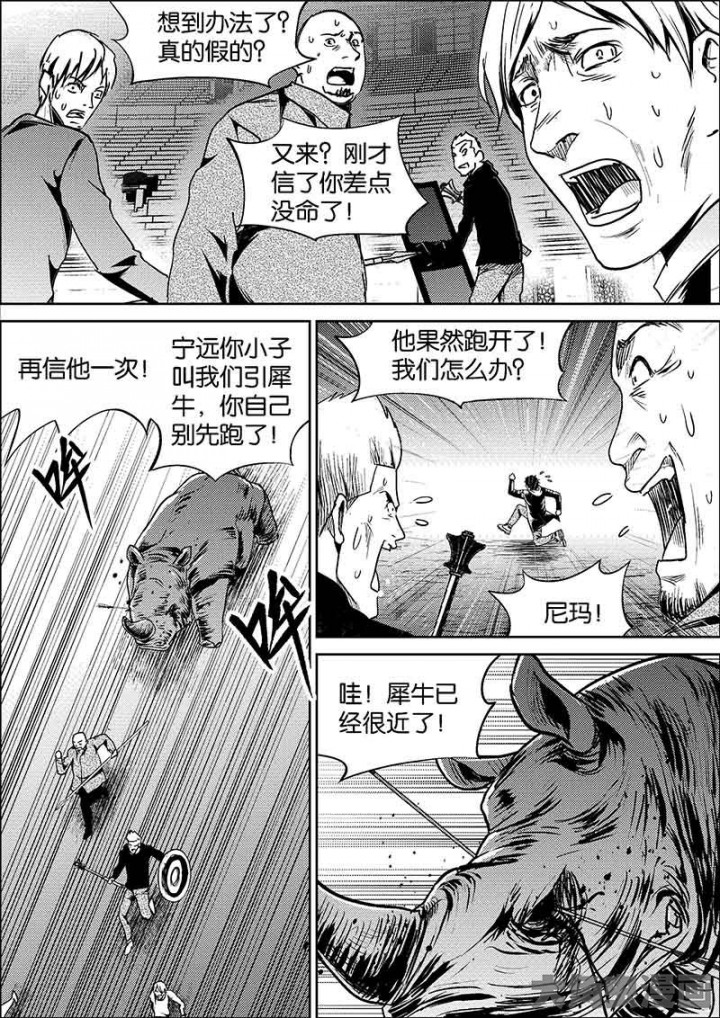 想到办法了？
真的假的？
又来？刚才
信了你差点
没命了！
再信他一次！
宁远你小子
叫我们引犀
牛，你自己
别先跑了！
哞
哞
他果然跑开了！
我们怎么办？
尼玛！
哇！犀牛已
经很近了！